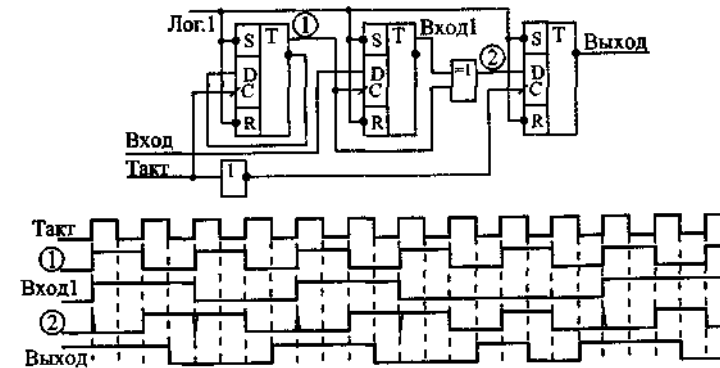 Лог.1
①
S T
D
C
R
S T
D
C
R
Вход1
=1
②
S T
D
C
R
Выход
Вход
Такт
1
Такт
①
Вход1
②
Выход